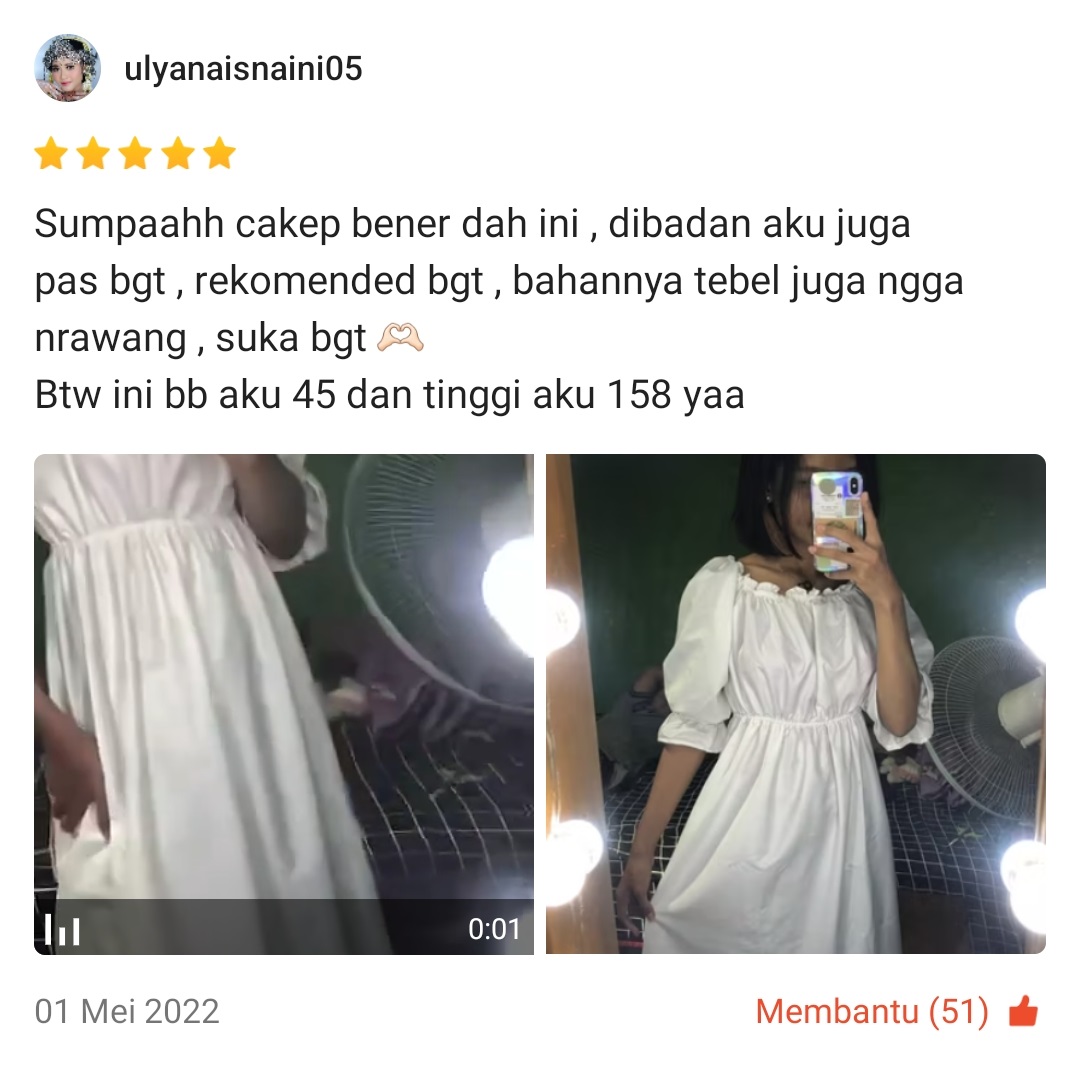 ulyanaisnaini05
Sumpaahh cakep bener dah ini , dibadan aku juga
pas bgt , rekomended bgt , bahannya tebel juga ngga
nrawang , suka bgt 🫶🏻
Btw ini bb aku 45 dan tinggi aku 158 yaa
0:01
01 Mei 2022
Membantu (51)